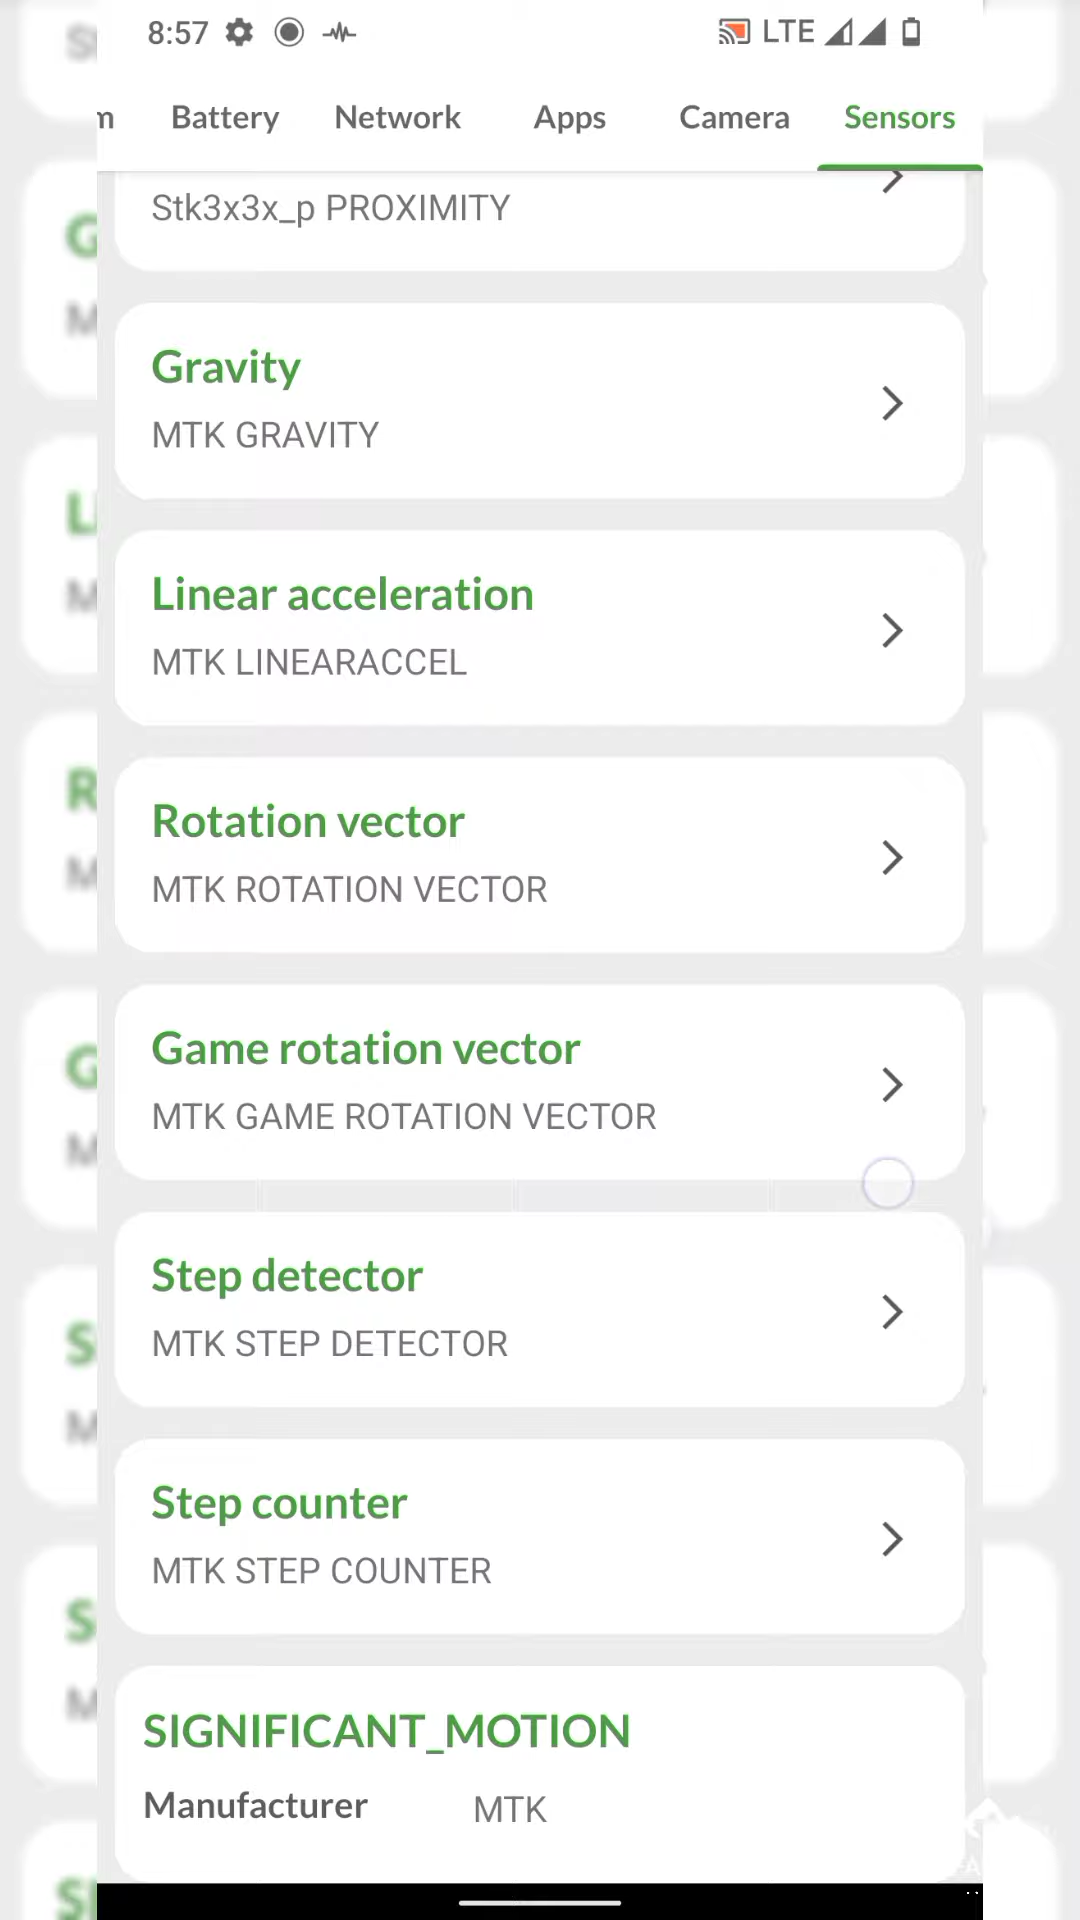 8:57 LTE
m Battery Network Apps Camera Sensors
Stk3x3x_p PROXIMITY
Gravity
MTK GRAVITY
Linear acceleration
MTK LINEARACCEL
Rotation vector
MTK ROTATION VECTOR
Game rotation vector
MTK GAME ROTATION VECTOR
Step detector
MTK STEP DETECTOR
Step counter
MTK STEP COUNTER
SIGNIFICANT_MOTION
Manufacturer MTK